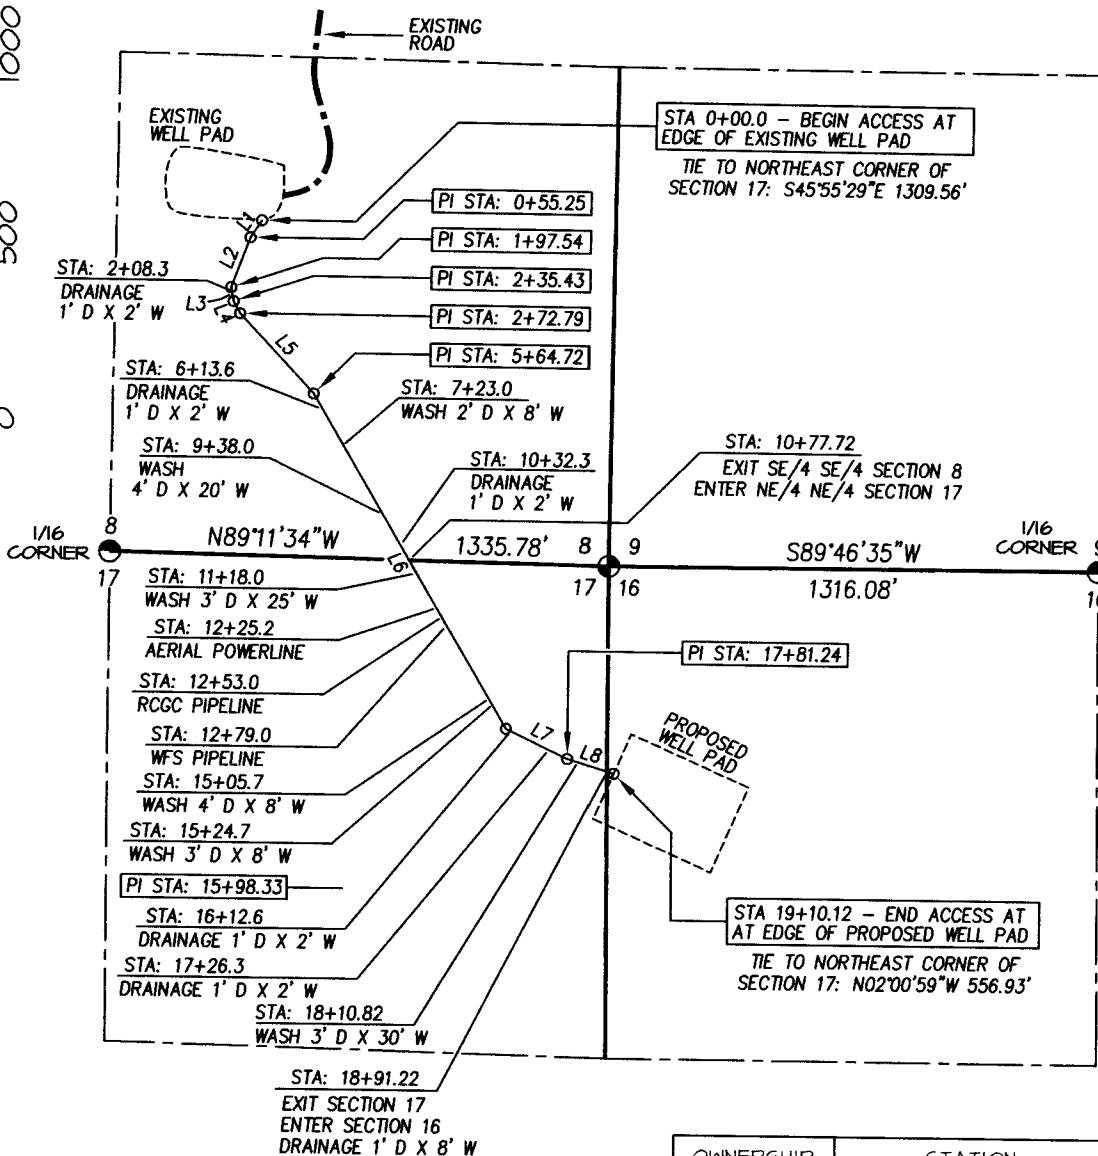 1000
500
0
EXISTING
ROAD
EXISTING
WELL PAD
STA 0+00.0 – BEGIN ACCESS AT
EDGE OF EXISTING WELL PAD
TIE TO NORTHEAST CORNER OF
SECTION 17: S45°55'29"E 1309.56'
L1
PI STA: 0+55.25
L2
PI STA: 1+97.54
STA: 2+08.3
DRAINAGE
1' D X 2' W
L3
PI STA: 2+35.43
L4
PI STA: 2+72.79
L5
PI STA: 5+64.72
STA: 6+13.6
DRAINAGE
1' D X 2' W
STA: 7+23.0
WASH 2' D X 8' W
STA: 9+38.0
WASH
4' D X 20' W
STA: 10+32.3
DRAINAGE
1' D X 2' W
STA: 10+77.72
EXIT SE/4 SE/4 SECTION 8
ENTER NE/4 NE/4 SECTION 17
1/16
CORNER
8
17
N89°11'34"W
L6
1335.78'
8 9
17 16
S89°46'35"W
1316.08'
1/16
CORNER
9
STA: 11+18.0
WASH 3' D X 25' W
STA: 12+25.2
AERIAL POWERLINE
STA: 12+53.0
RCGC PIPELINE
STA: 12+79.0
WFS PIPELINE
STA: 15+05.7
WASH 4' D X 8' W
STA: 15+24.7
WASH 3' D X 8' W
PI STA: 15+98.33
STA: 16+12.6
DRAINAGE 1' D X 2' W
STA: 17+26.3
DRAINAGE 1' D X 2' W
STA: 18+10.82
WASH 3' D X 30' W
STA: 18+91.22
EXIT SECTION 17
ENTER SECTION 16
DRAINAGE 1' D X 8' W
PI STA: 17+81.24
L7
L8
PROPOSED
WELL PAD
STA 19+10.12 – END ACCESS AT
AT EDGE OF PROPOSED WELL PAD
TIE TO NORTHEAST CORNER OF
SECTION 17: N02°00'59"W 556.93'
OWNERSHIP
STATION